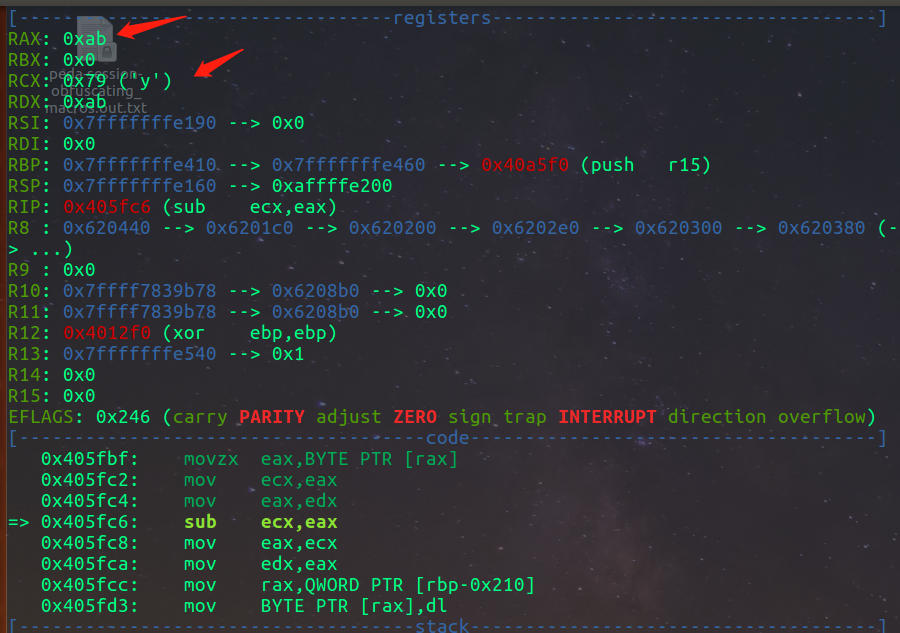 [----------------------------------registers-----------------------------------]
RAX: 0xab
RBX: 0x0
RCX: 0x79 ('y')
RDX: 0xab
RSI: 0x7fffffffe190 --> 0x0
RDI: 0x0
RBP: 0x7fffffffe410 --> 0x7fffffffe460 --> 0x40a5f0 (push   r15)
RSP: 0x7fffffffe160 --> 0xaffffe200
RIP: 0x405fc6 (sub    ecx,eax)
R8 : 0x620440 --> 0x6201c0 --> 0x620200 --> 0x6202e0 --> 0x620300 --> 0x620380 (-
> ...)
R9 : 0x0
R10: 0x7ffff7839b78 --> 0x6208b0 --> 0x0
R11: 0x7ffff7839b78 --> 0x6208b0 --> 0x0
R12: 0x4012f0 (xor    ebp,ebp)
R13: 0x7fffffffe540 --> 0x1
R14: 0x0
R15: 0x0
EFLAGS: 0x246 (carry PARITY adjust ZERO sign trap INTERRUPT direction overflow)
[-------------------------------------code-------------------------------------]
   0x405fbf:    movzx  eax,BYTE PTR [rax]
   0x405fc2:    mov    ecx,eax
   0x405fc4:    mov    eax,edx
=> 0x405fc6:    sub    ecx,eax
   0x405fc8:    mov    eax,ecx
   0x405fca:    mov    edx,eax
   0x405fcc:    mov    rax,QWORD PTR [rbp-0x210]
   0x405fd3:    mov    BYTE PTR [rax],dl
[------------------------------------stack-------------------------------------]
peda-session-
obfuscating_
macros.out.txt